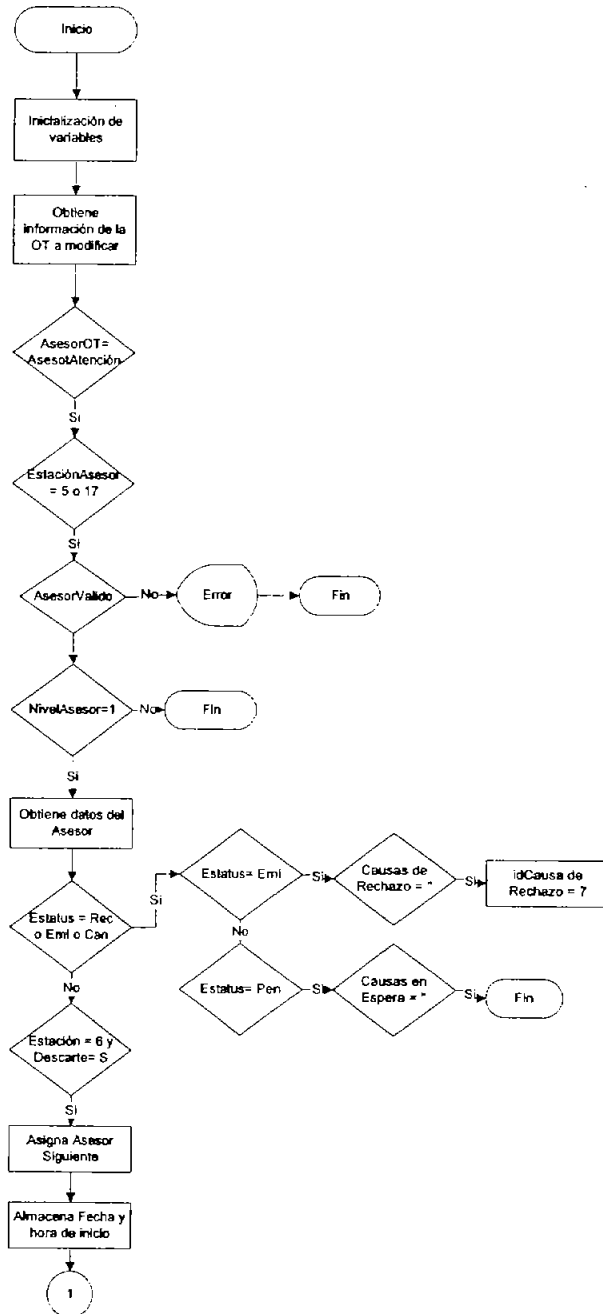 Inicio
Inicialización de
variables
Obtiene
información de la
OT a modificar
AsesorOT=
AsesotAtención
Si
EstaciónAsesor
= 5 o 17
Si
AsesorValido
No
Error
Fin
NivelAsesor=1
No
Fin
Si
Obtiene datos del
Asesor
Estatus = Rec
o Emi o Can
Si
Estatus= Emi
Si
Causas de
Rechazo = "
Si
idCausa de
Rechazo = 7
No
Estatus= Pen
Si
Causas en
Espera = "
Si
Fin
No
Estación = 6 y
Descarte= S
Si
Asigna Asesor
Siguiente
Almacena Fecha y
hora de inicio
1